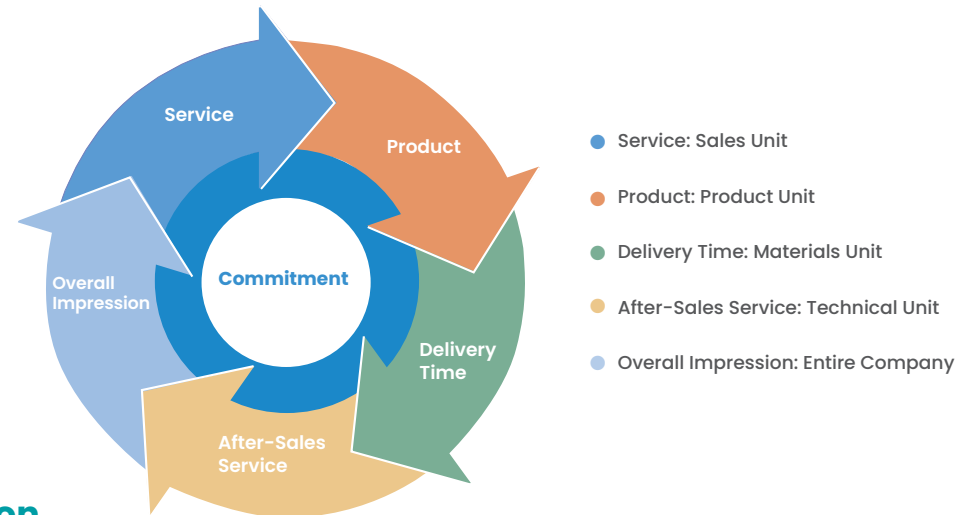 Service
Product
Commitment
Overall
Impression
Delivery
Time
After-Sales
Service
Service: Sales Unit
Product: Product Unit
Delivery Time: Materials Unit
After-Sales Service: Technical Unit
Overall Impression: Entire Company